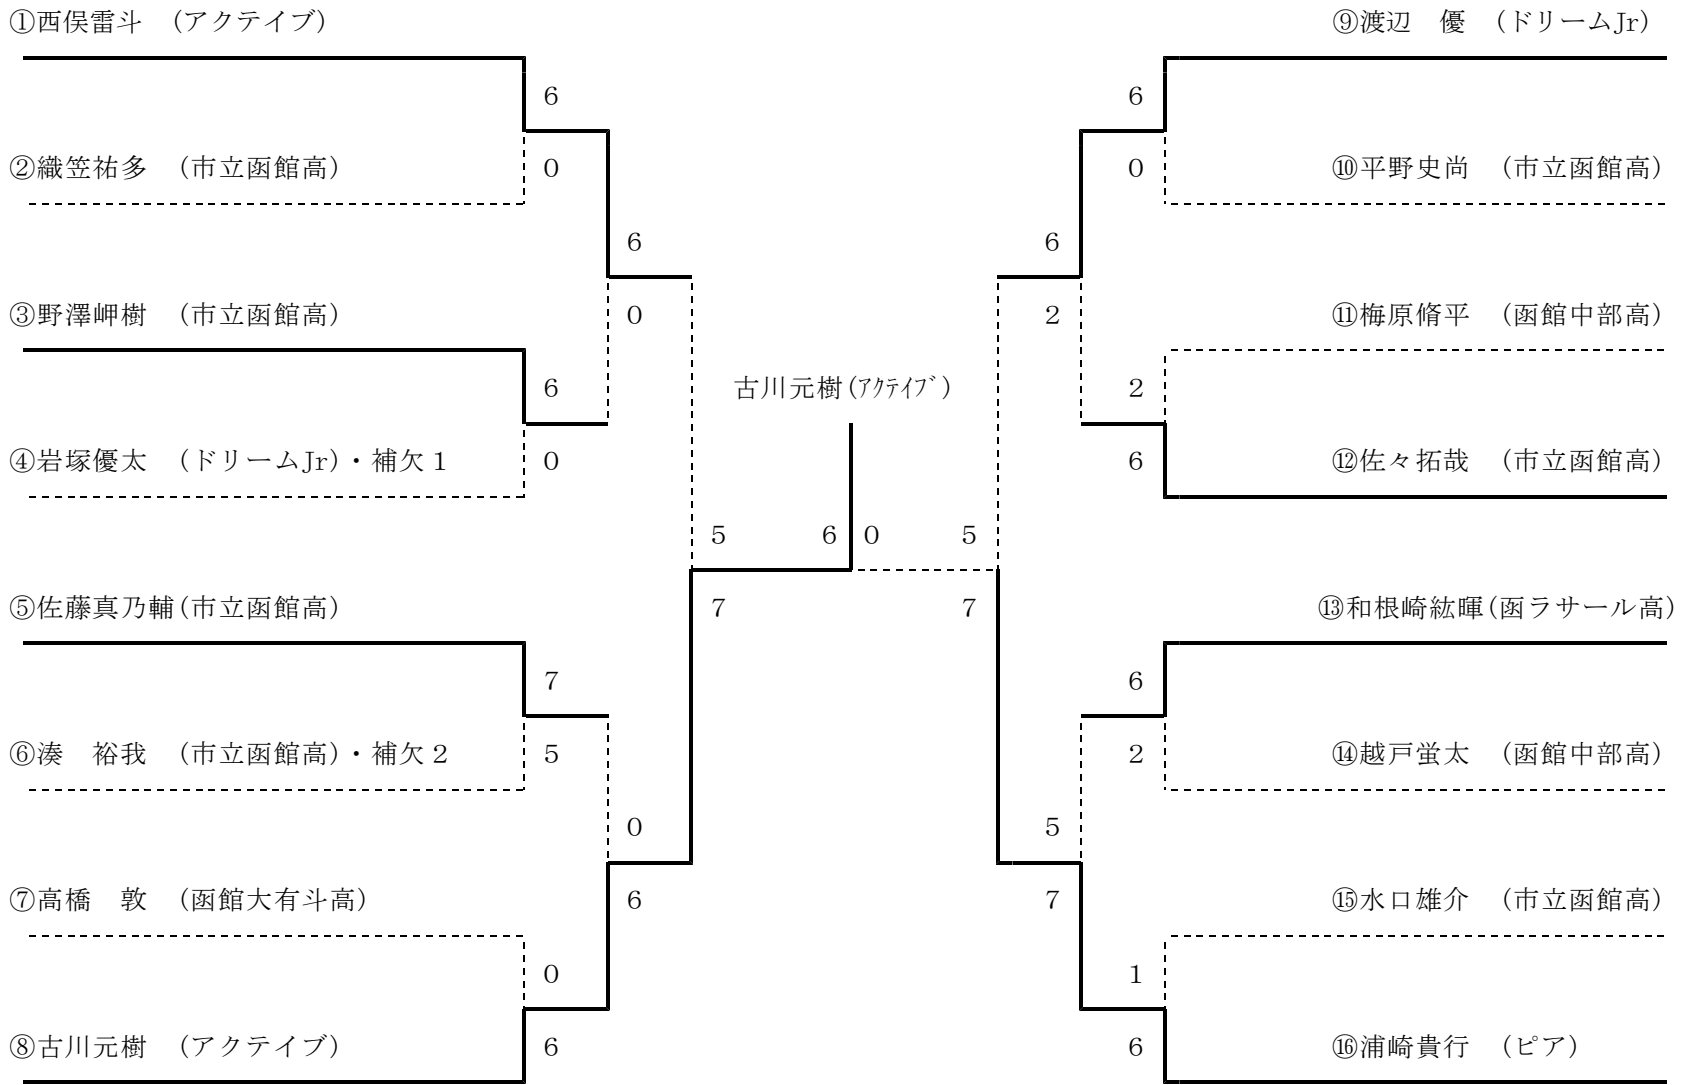 ①西俣雷斗　（アクテイブ）
6
②織笠祐多　（市立函館高）
0
6
③野澤岬樹　（市立函館高）
0
6
④岩塚優太　（ドリームJr）・補欠１
0
⑤佐藤真乃輔（市立函館高）
7
⑥湊　裕我　（市立函館高）・補欠２
5
0
⑦高橋　敦　（函館大有斗高）
6
0
⑧古川元樹　（アクテイブ）
6
古川元樹（ｱｸﾃｲﾌﾞ）
5
6
0
5
7
7
⑨渡辺　優　（ドリームJr）
6
⑩平野史尚　（市立函館高）
0
6
⑪梅原脩平　（函館中部高）
2
2
⑫佐々拓哉　（市立函館高）
6
⑬和根崎紘暉（函ラサール高）
6
⑭越戸蛍太　（函館中部高）
2
5
⑮水口雄介　（市立函館高）
7
1
⑯浦崎貴行　（ピア）
6